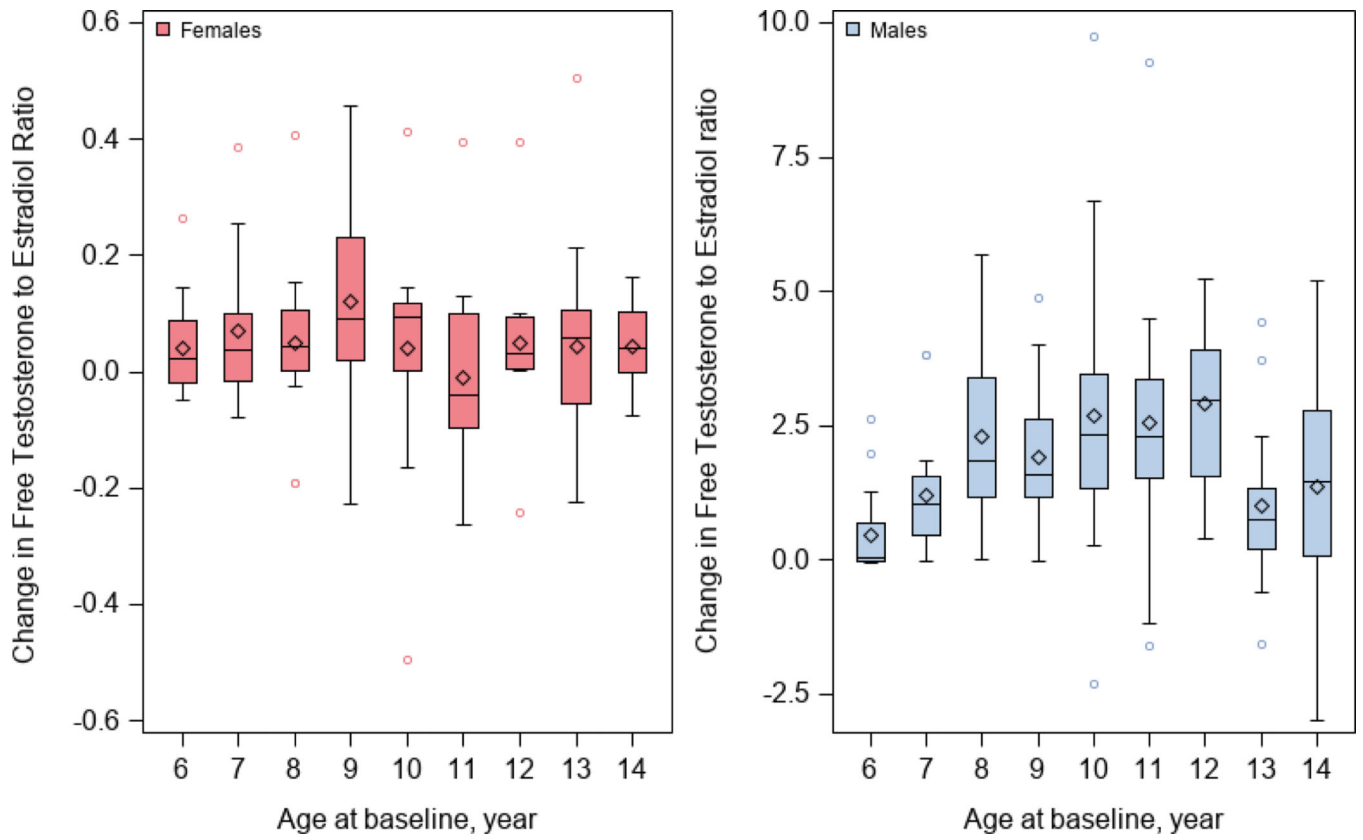 Change in Free Testosterone to Estradiol Ratio
0.6
0.4
0.2
0.0
-0.2
-0.4
-0.6
Females
6 7 8 9 10 11 12 13 14
Age at baseline, year
Change in Free Testosterone to Estradiol ratio
10.0
7.5
5.0
2.5
0.0
-2.5
Males
6 7 8 9 10 11 12 13 14
Age at baseline, year